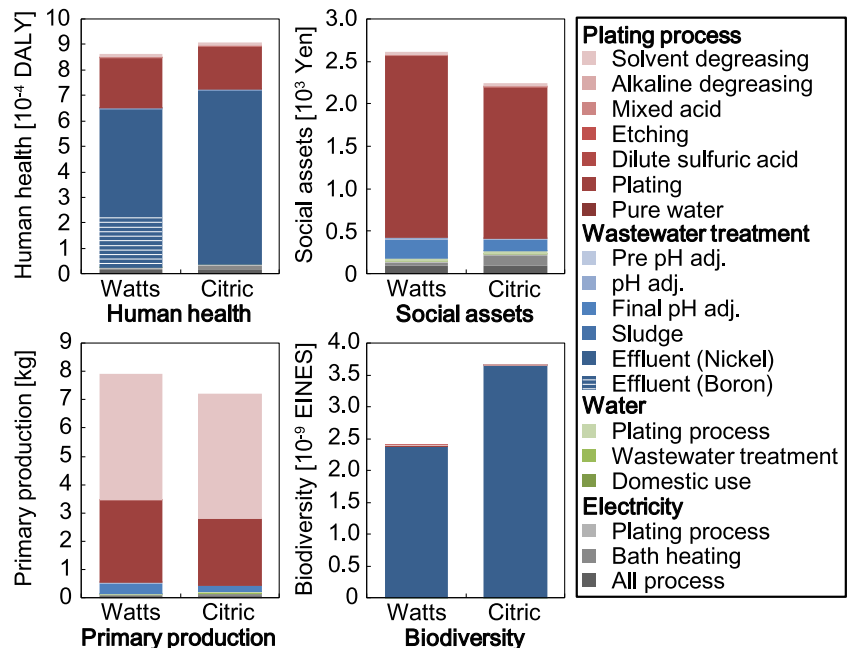 Human health [10⁻⁴ DALY]
10
9
8
7
6
5
4
3
2
1
0
Watts
Citric
Human health
Social assets [10³ Yen]
3.0
2.5
2.0
1.5
1.0
0.5
0
Watts
Citric
Social assets
Primary production [kg]
9
8
7
6
5
4
3
2
1
0
Watts
Citric
Primary production
Biodiversity [10⁻⁹ EINES]
4.0
3.5
3.0
2.5
2.0
1.5
1.0
0.5
0
Watts
Citric
Biodiversity
Plating process
Solvent degreasing
Alkaline degreasing
Mixed acid
Etching
Dilute sulfuric acid
Plating
Pure water
Wastewater treatment
Pre pH adj.
pH adj.
Final pH adj.
Sludge
Effluent (Nickel)
Effluent (Boron)
Water
Plating process
Wastewater treatment
Domestic use
Electricity
Plating process
Bath heating
All process